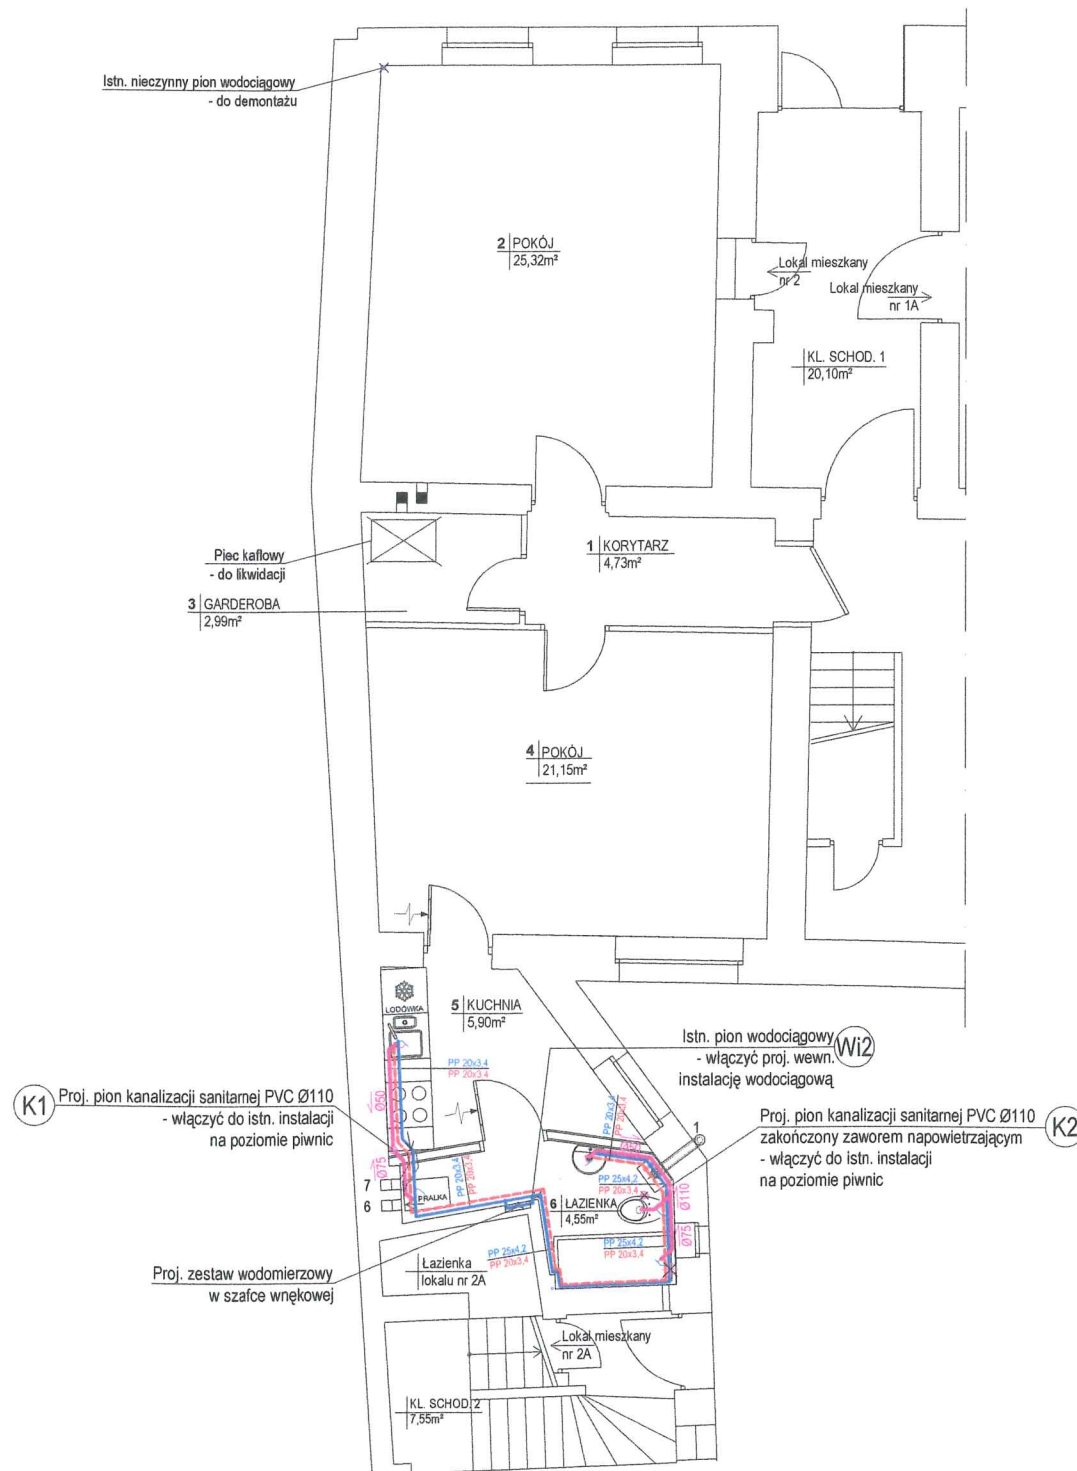 Istn. nieczynny pion wodociągowy
- do demontażu
2 POKÓJ
25,32m²
Lokal mieszkany
nr 2
Lokal mieszkany
nr 1A
KL. SCHOD. 1
20,10m²
Piec kaflowy
- do likwidacji
1 KORYTARZ
4,73m²
3 GARDEROBA
2,99m²
4 POKÓJ
21,15m²
LODÓWKA
5 KUCHNIA
5,90m²
Istn. pion wodociągowy
- włączyć proj. wewn.
instalację wodociągową
Wi2
PP 20x3,4
PP 20x3,4
K1
Proj. pion kanalizacji sanitarnej PVC Ø110
- włączyć do istn. instalacji
na poziomie piwnic
Ø50
Ø75
PP 20x3,4
PP 20x3,4
1
Proj. pion kanalizacji sanitarnej PVC Ø110
zakończony zaworem napowietrzającym
- włączyć do istn. instalacji
na poziomie piwnic
K2
7
6
PRALKA
PP 20x3,4
PP 20x3,4
PP 25x4,2
PP 20x3,4
Ø110
6 ŁAZIENKA
4,55m²
Ø75
PP 25x4,2
PP 20x3,4
PP 25x4,2
PP 20x3,4
Łazienka
lokalu nr 2A
Proj. zestaw wodomierzowy
w szafce wnękowej
Lokal mieszkany
nr 2A
KL. SCHOD. 2
7,55m²